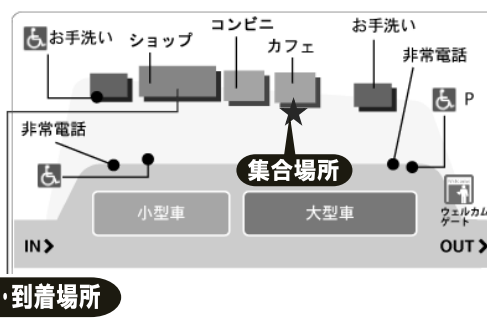 お手洗い
ショップ
コンビニ
カフェ
お手洗い
非常電話
P
非常電話
集合場所
小型車
大型車
ウェルカム
ゲート
IN>
OUT>
・到着場所